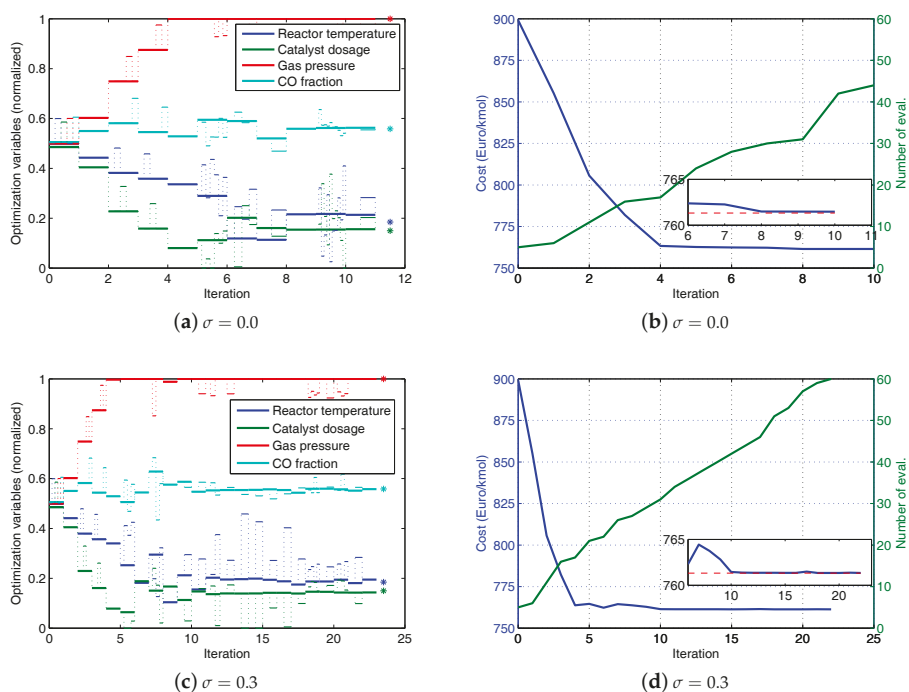 Optimization variables (normalized)
1
0.8
0.6
0.4
0.2
0
0 2 4 6 8 10 12
Iteration
Reactor temperature
Catalyst dosage
Gas pressure
CO fraction
(a) σ = 0.0
Cost (Euro/kmol)
900
875
850
825
800
775
750
0 2 4 6 8 10
Iteration
Number of eval.
60
50
40
30
20
10
0
765
760
6 7 8 9 10 11
(b) σ = 0.0
Optimization variables (normalized)
1
0.8
0.6
0.4
0.2
0
0 5 10 15 20 25
Iteration
Reactor temperature
Catalyst dosage
Gas pressure
CO fraction
(c) σ = 0.3
Cost (Euro/kmol)
900
875
850
825
800
775
750
0 5 10 15 20 25
Iteration
Number of eval.
60
50
40
30
20
10
0
765
760
10 15 20
(d) σ = 0.3